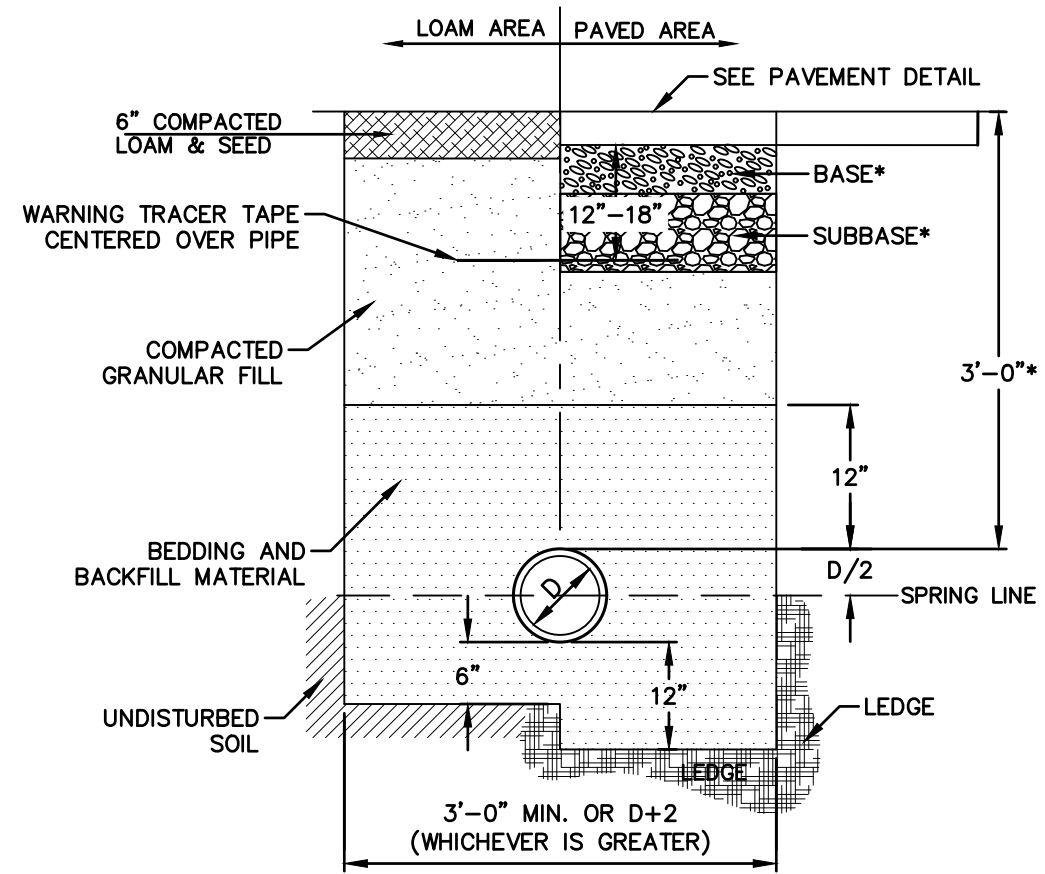 LOAM AREA
PAVED AREA
SEE PAVEMENT DETAIL
6" COMPACTED
LOAM & SEED
BASE*
WARNING TRACER TAPE
CENTERED OVER PIPE
12"-18"
SUBBASE*
COMPACTED
GRANULAR FILL
3'-0"*
12"
BEDDING AND
BACKFILL MATERIAL
D
D/2
SPRING LINE
6"
12"
UNDISTURBED
SOIL
LEDGE
LEDGE
3'-0" MIN. OR D+2
(WHICHEVER IS GREATER)